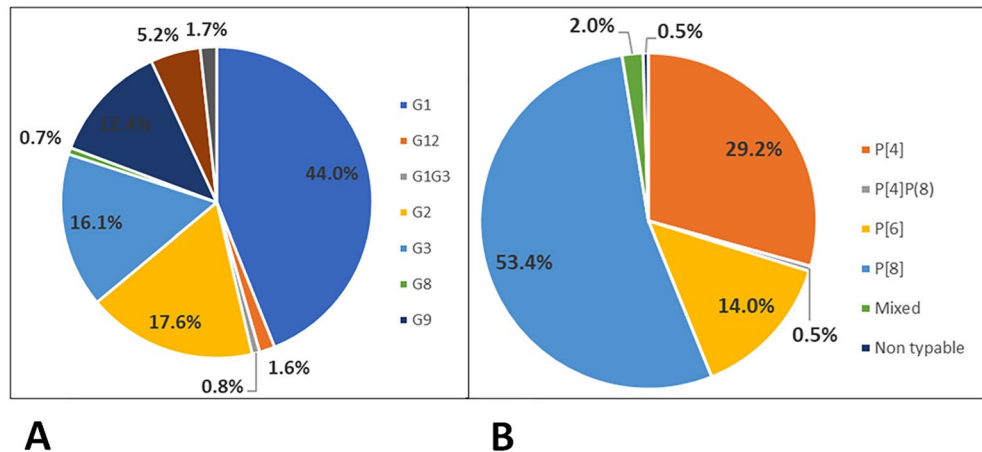 5.2%
1.7%
0.7%
44.0%
16.1%
17.6%
0.8%
1.6%
G1
G12
G1G3
G2
G3
G8
G9
A
2.0%
0.5%
29.2%
53.4%
14.0%
0.5%
P[4]
P[4]P(8)
P[6]
P[8]
Mixed
Non typable
B